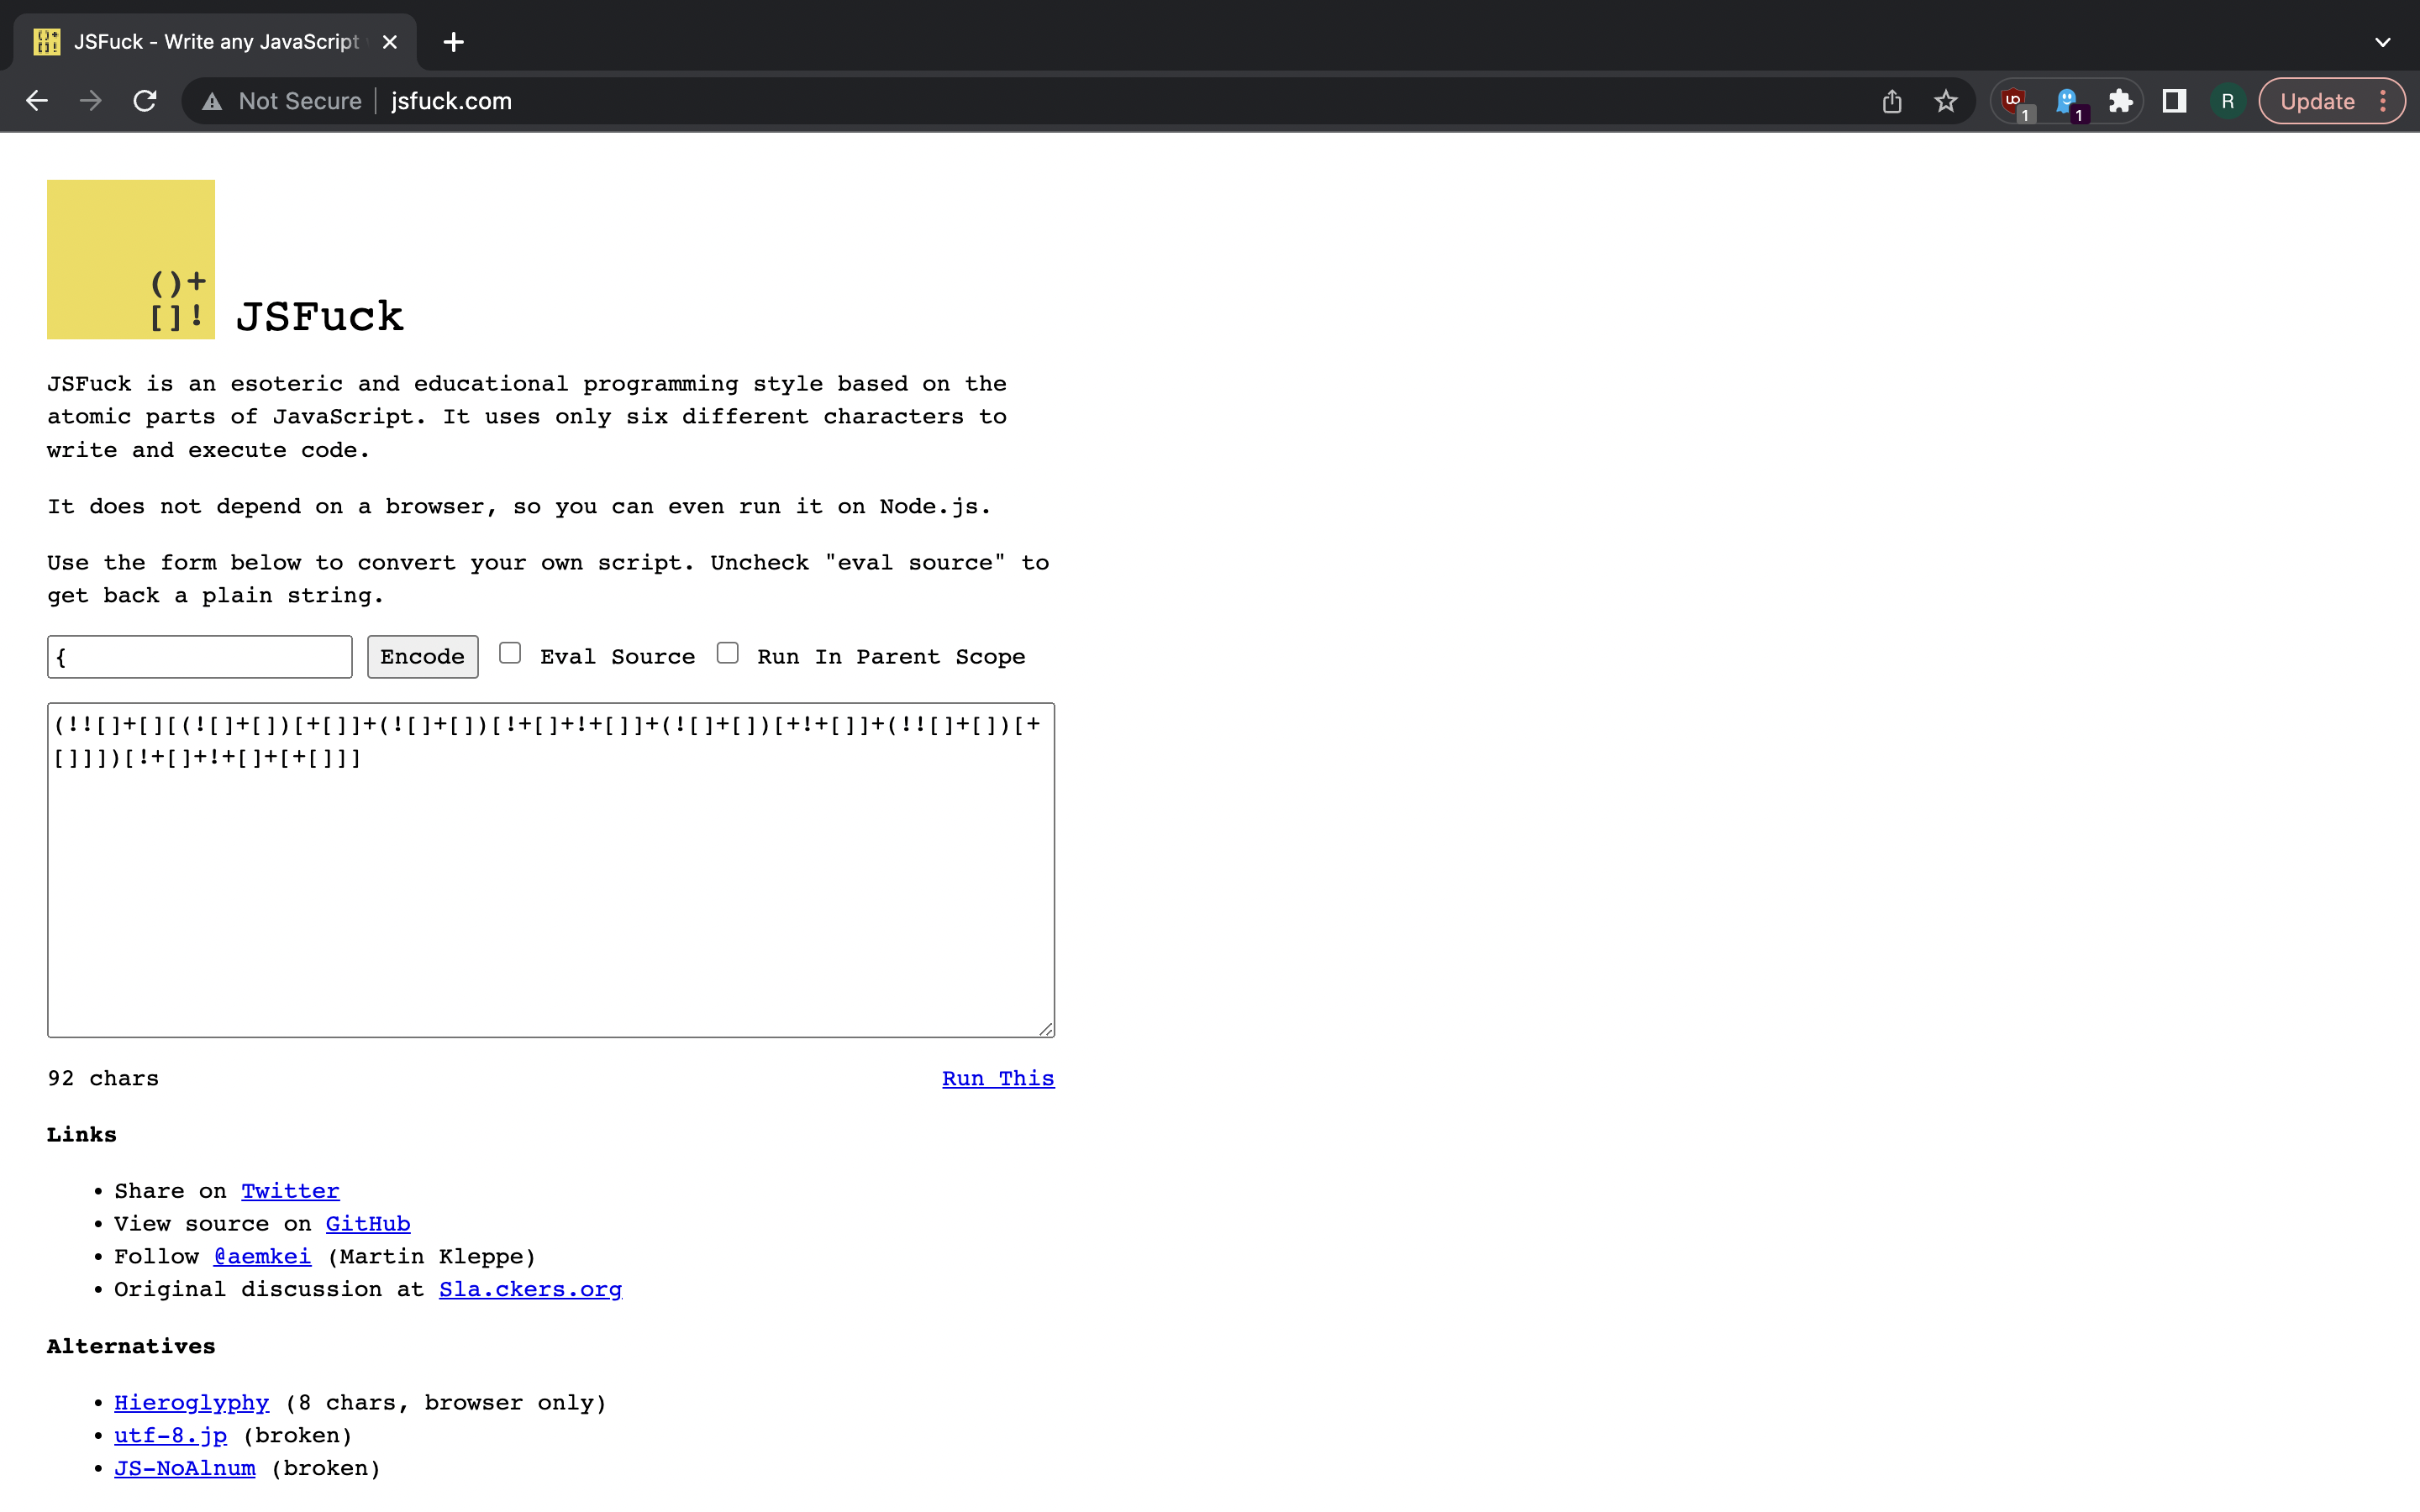 JSFuck - Write any JavaScript
Not Secure
jsfuck.com
1
1
R
Update
()+
[]!
JSFuck
JSFuck is an esoteric and educational programming style based on the
atomic parts of JavaScript. It uses only six different characters to
write and execute code.
It does not depend on a browser, so you can even run it on Node.js.
Use the form below to convert your own script. Uncheck "eval source" to
get back a plain string.
{
Encode
Eval Source
Run In Parent Scope
(!![]+[][(![]+[])[+[]]+(![]+[])[!+[]+!+[]]+(![]+[])[+!+[]]+(!![]+[])[+
[]]])[!+[]+!+[]+[+[]]]
92 chars
Run This
Links
• Share on Twitter
• View source on GitHub
• Follow @aemkei (Martin Kleppe)
• Original discussion at Sla.ckers.org
Alternatives
• Hieroglyphy (8 chars, browser only)
• utf-8.jp (broken)
• JS-NoAlnum (broken)